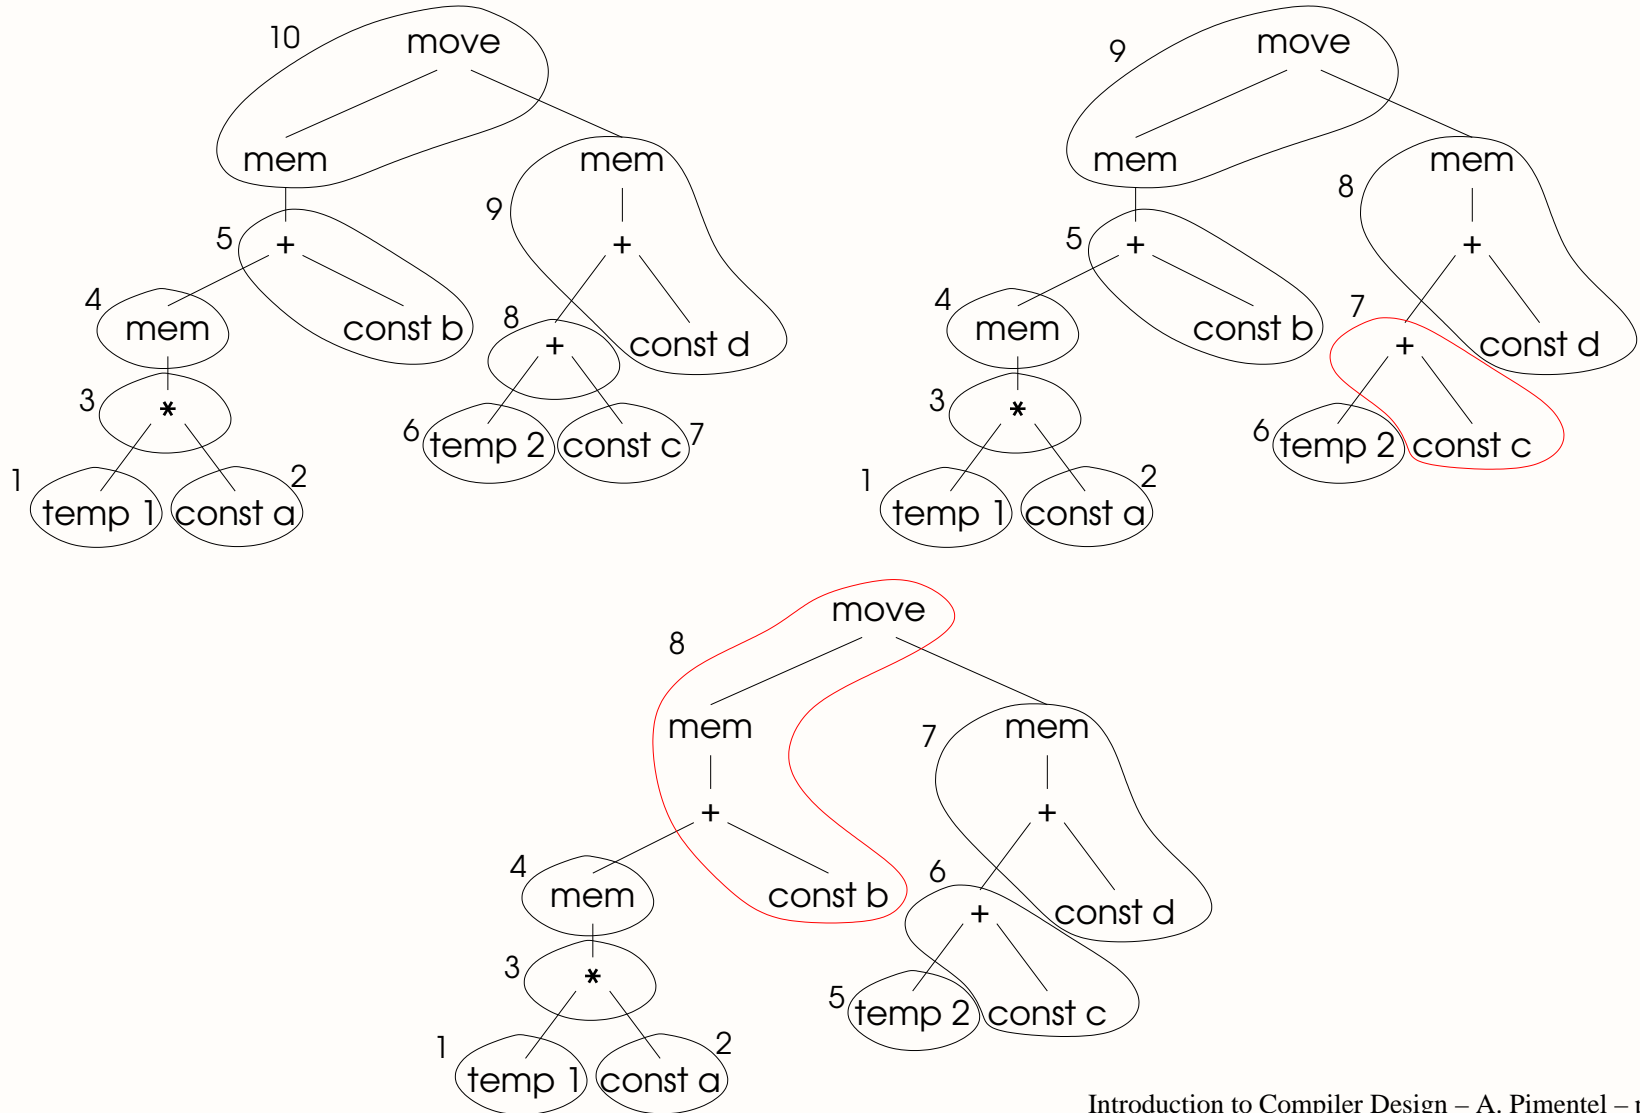 10 move
mem mem
9
5 + +
4 mem const b 8 + const d
3 *
6 temp 2 const c 7
1 temp 1 const a 2
9 move
mem mem
8
5 + +
4 mem const b 7 + const d
3 *
6 temp 2 const c
1 temp 1 const a 2
move
8
mem 7 mem
+ +
4 mem const b 6 + const d
3 *
5 temp 2 const c
1 temp 1 const a 2
Introduction to Compiler Design – A. Pimentel –